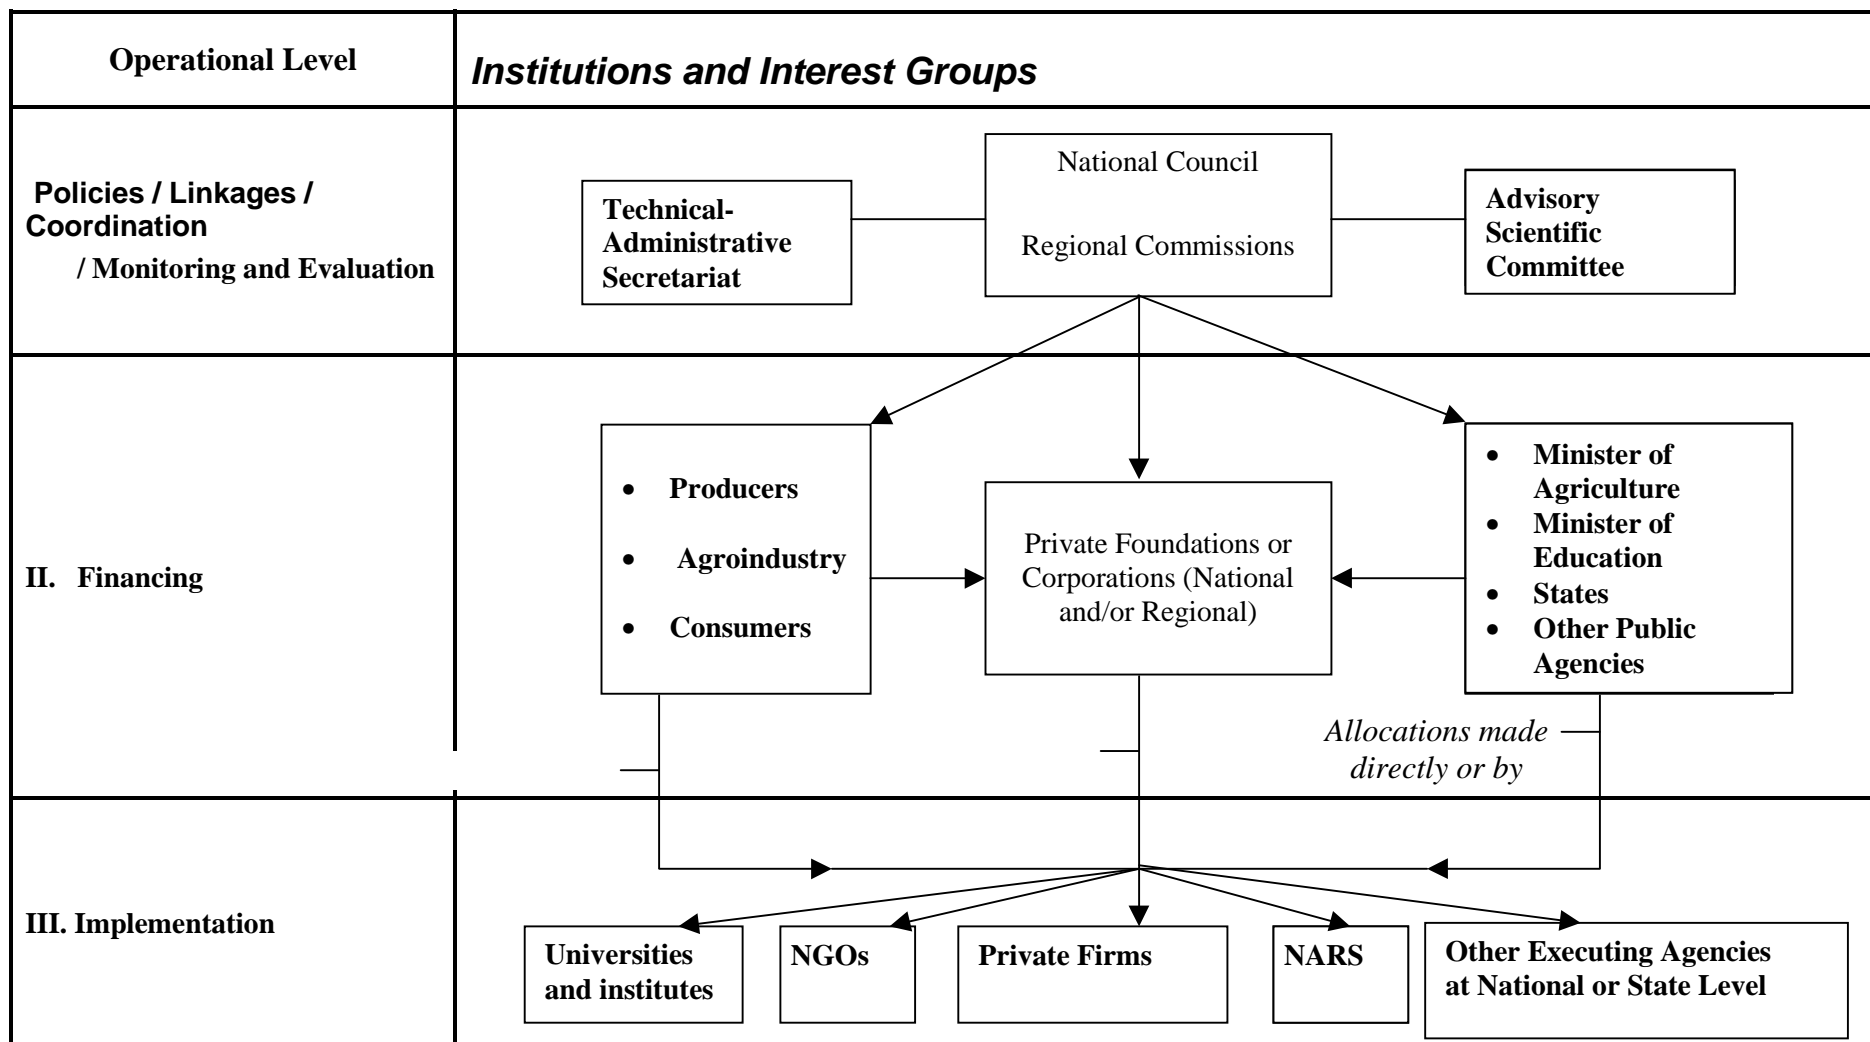 Operational Level
Institutions and Interest Groups
Policies / Linkages /
Coordination
/ Monitoring and Evaluation
Technical-
Administrative
Secretariat
National Council
Regional Commissions
Advisory
Scientific
Committee
II. Financing
• Producers
• Agroindustry
• Consumers
Private Foundations or
Corporations (National
and/or Regional)
• Minister of
Agriculture
• Minister of
Education
• States
• Other Public
Agencies
Allocations made
directly or by
III. Implementation
Universities
and institutes
NGOs
Private Firms
NARS
Other Executing Agencies
at National or State Level